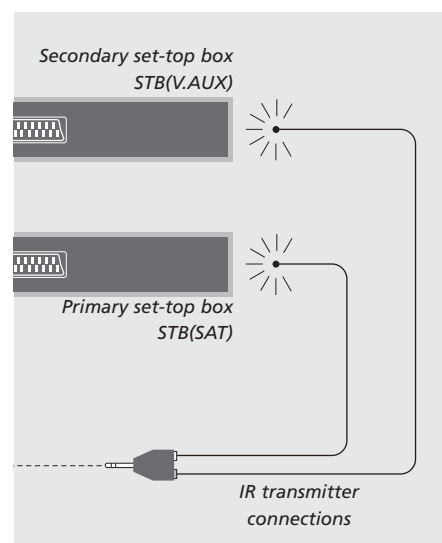 Secondary set-top box
STB(V.AUX)
Primary set-top box
STB(SAT)
IR transmitter
connections